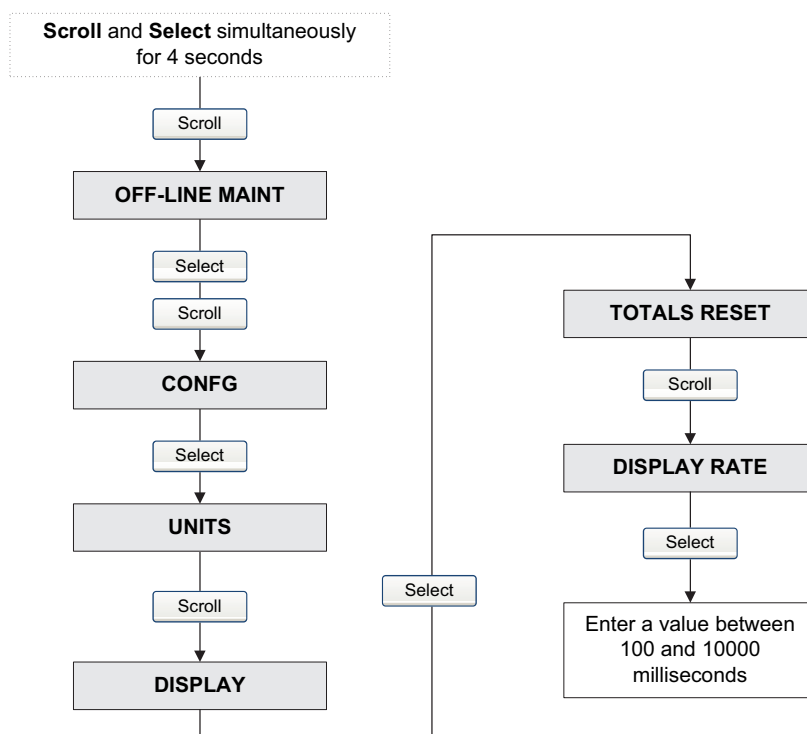 Scroll and Select simultaneously
for 4 seconds
Scroll
OFF-LINE MAINT
Select
Scroll
CONFG
Select
UNITS
Scroll
DISPLAY
Select
TOTALS RESET
Scroll
DISPLAY RATE
Select
Enter a value between
100 and 10000
milliseconds